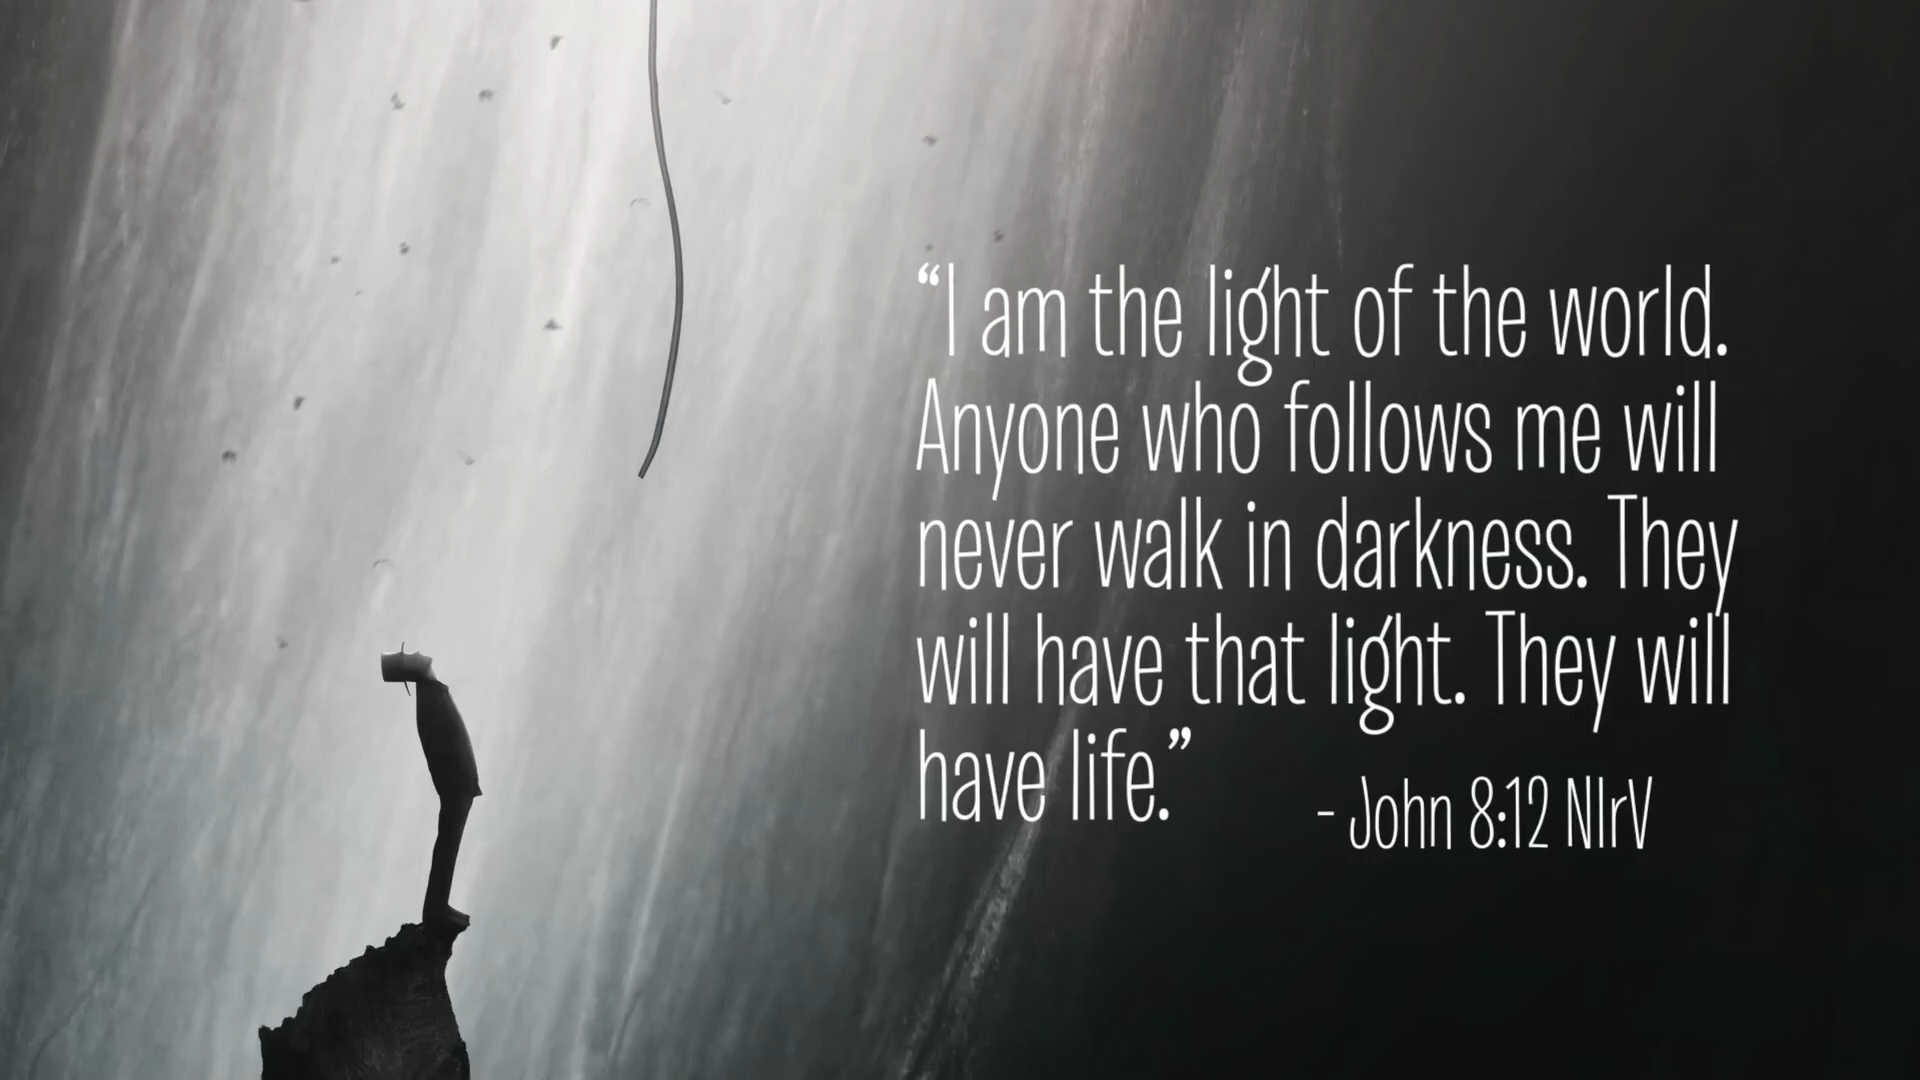 “I am the light of the world.
Anyone who follows me will
never walk in darkness. They
will have that light. They will
have life.”
- John 8:12 NIrV